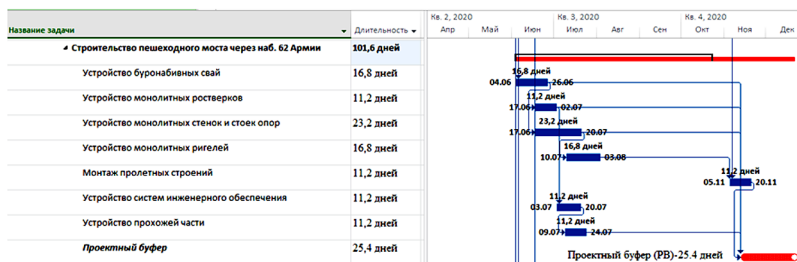 Кв. 2, 2020 Кв. 3, 2020 Кв. 4, 2020
Название задачи Длительность Апр Май Июн Июл Авг Сен Окт Ноя Дек
Строительство пешеходного моста через наб. 62 Армии 101,6 дней
16,8 дней
Устройство буронабивных свай 16,8 дней 04.06 26.06
11,2 дней
Устройство монолитных ростверков 11,2 дней 17.06 02.07
23,2 дней
Устройство монолитных стенок и стоек опор 23,2 дней 17.06 20.07
16,8 дней
Устройство монолитных ригелей 16,8 дней 10.07 03.08
11,2 дней
Монтаж пролетных строений 11,2 дней 05.11 20.11
11,2 дней
Устройство систем инженерного обеспечения 11,2 дней 03.07 20.07
11,2 дней
Устройство прохожей части 11,2 дней 09.07 24.07
Проектный буфер 25,4 дней Проектный буфер (PB)-25.4 дней